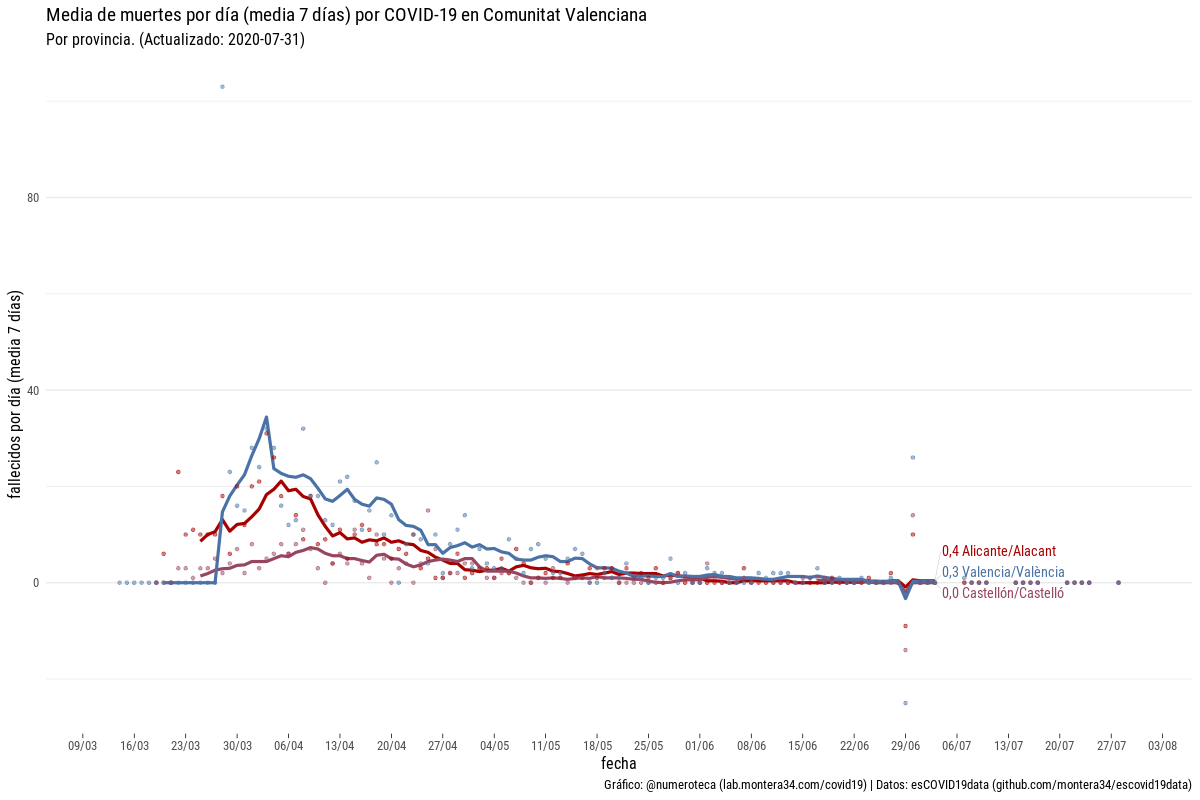 Media de muertes por día (media 7 días) por COVID-19 en Comunitat Valenciana
Por provincia. (Actualizado: 2020-07-31)
fallecidos por día (media 7 días)
80
40
0
0,4 Alicante/Alacant
0,3 Valencia/València
0,0 Castellón/Castelló
09/03 16/03 23/03 30/03 06/04 13/04 20/04 27/04 04/05 11/05 18/05 25/05 01/06 08/06 15/06 22/06 29/06 06/07 13/07 20/07 27/07 03/08
fecha
Gráfico: @numeroteca (lab.montera34.com/covid19) | Datos: esCOVID19data (github.com/montera34/escovid19data)